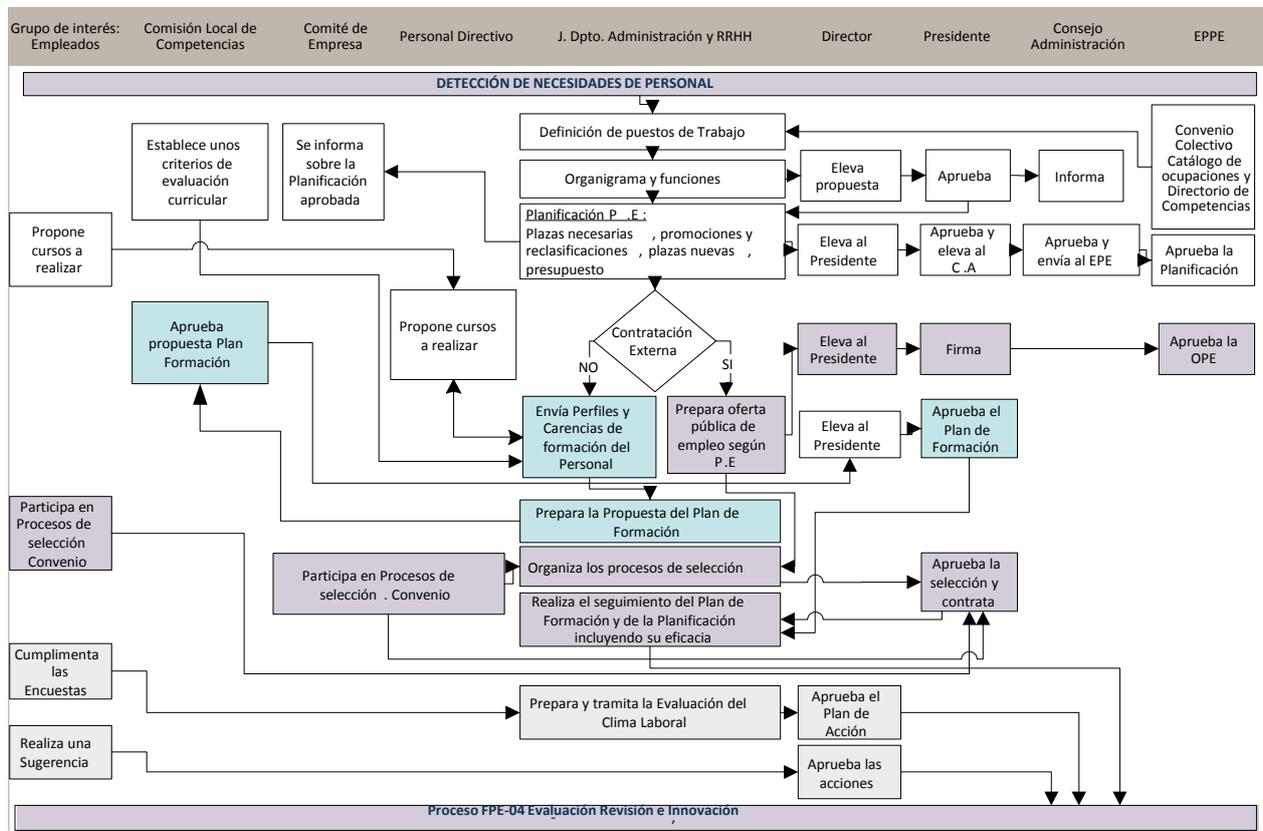 Grupo de interés:
Empleados
Comisión Local de
Competencias
Comité de
Empresa
Personal Directivo
J. Dpto. Administración y RRHH
Director
Presidente
Consejo
Administración
EPPE
DETECCIÓN DE NECESIDADES DE PERSONAL
Definición de puestos de Trabajo
Convenio
Colectivo
Catálogo de
ocupaciones y
Directorio de
Competencias
Establece unos
criterios de
evaluación
curricular
Se informa
sobre la
Planificación
aprobada
Organigrama y funciones
Eleva
propuesta
Aprueba
Informa
Propone
cursos a
realizar
Planificación P .E :
Plazas necesarias , promociones y
reclasificaciones , plazas nuevas ,
presupuesto
Eleva al
Presidente
Aprueba y
eleva al
C .A
Aprueba y
envía al EPE
Aprueba la
Planificación
Aprueba
propuesta Plan
Formación
Propone cursos
a realizar
Contratación
Externa
NO
SI
Eleva al
Presidente
Firma
Aprueba la
OPE
Envía Perfiles y
Carencias de
formación del
Personal
Prepara oferta
pública de
empleo según
P .E
Eleva al
Presidente
Aprueba el
Plan de
Formación
Participa en
Procesos de
selección
Convenio
Prepara la Propuesta del Plan de
Formación
Participa en Procesos de
selección . Convenio
Organiza los procesos de selección
Aprueba la
selección y
contrata
Realiza el seguimiento del Plan de
Formación y de la Planificación
incluyendo su eficacia
Cumplimenta
las
Encuestas
Prepara y tramita la Evaluación del
Clima Laboral
Aprueba el
Plan de
Acción
Realiza una
Sugerencia
Aprueba las
acciones
Proceso FPE-04 Evaluación Revisión e Innovación